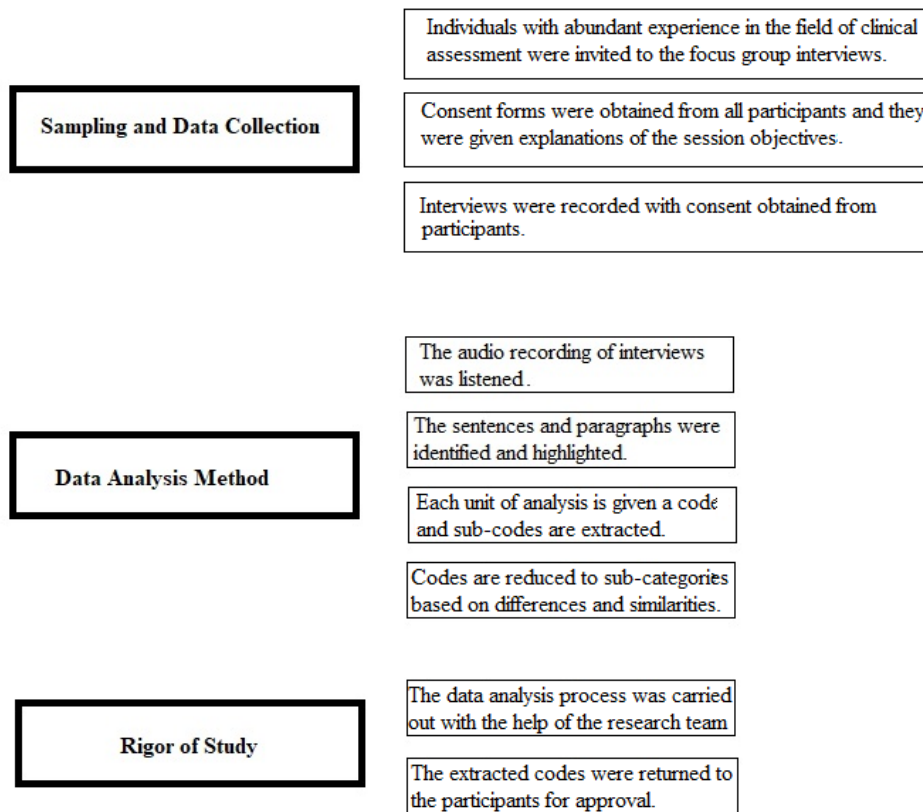 Individuals with abundant experience in the field of clinical
assessment were invited to the focus group interviews.
Sampling and Data Collection
Consent forms were obtained from all participants and they
were given explanations of the session objectives.
Interviews were recorded with consent obtained from
participants.
The audio recording of interviews
was listened.
The sentences and paragraphs were
identified and highlighted.
Data Analysis Method
Each unit of analysis is given a code
and sub-codes are extracted.
Codes are reduced to sub-categories
based on differences and similarities.
The data analysis process was carried
out with the help of the research team
Rigor of Study
The extracted codes were returned to
the participants for approval.